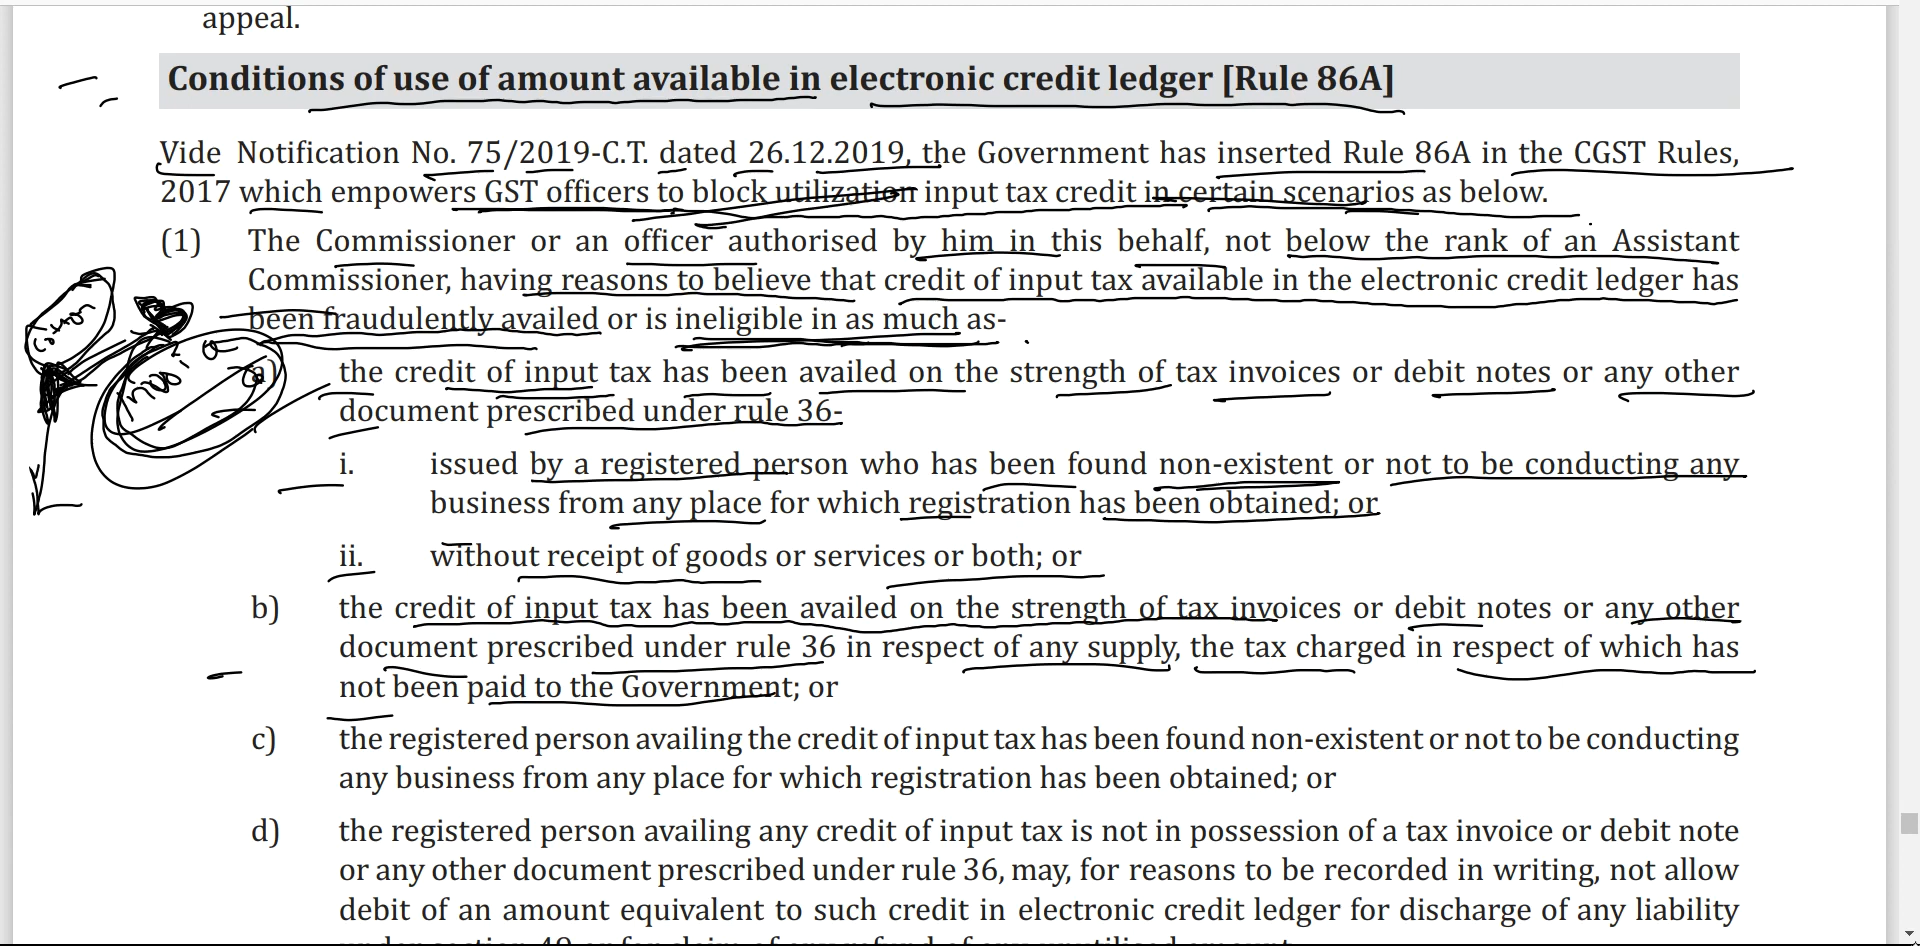 appeal.
Conditions of use of amount available in electronic credit ledger [Rule 86A]
Vide Notification No. 75/2019-C.T. dated 26.12.2019, the Government has inserted Rule 86A in the CGST Rules,
2017 which empowers GST officers to block utilization input tax credit in certain scenarios as below.
(1) The Commissioner or an officer authorised by him in this behalf, not below the rank of an Assistant
Commissioner, having reasons to believe that credit of input tax available in the electronic credit ledger has
been fraudulently availed or is ineligible in as much as-
a) the credit of input tax has been availed on the strength of tax invoices or debit notes or any other
document prescribed under rule 36-
i. issued by a registered person who has been found non-existent or not to be conducting any
business from any place for which registration has been obtained; or
ii. without receipt of goods or services or both; or
b) the credit of input tax has been availed on the strength of tax invoices or debit notes or any other
document prescribed under rule 36 in respect of any supply, the tax charged in respect of which has
not been paid to the Government; or
c) the registered person availing the credit of input tax has been found non-existent or not to be conducting
any business from any place for which registration has been obtained; or
d) the registered person availing any credit of input tax is not in possession of a tax invoice or debit note
or any other document prescribed under rule 36, may, for reasons to be recorded in writing, not allow
debit of an amount equivalent to such credit in electronic credit ledger for discharge of any liability